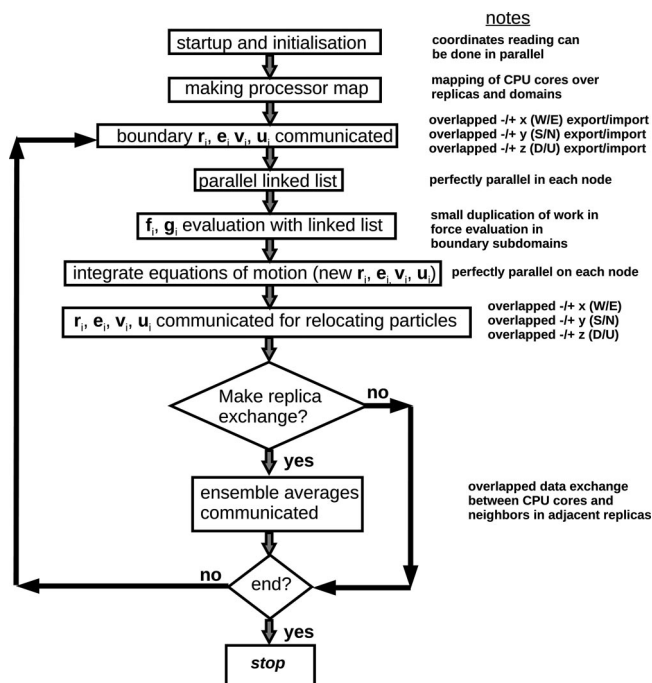 notes
startup and initialisation
coordinates reading can
be done in parallel
making processor map
mapping of CPU cores over
replicas and domains
boundary rᵢ, eᵢ vᵢ, uᵢ communicated
overlapped -/+ x (W/E) export/import
overlapped -/+ y (S/N) export/import
overlapped -/+ z (D/U) export/import
parallel linked list
perfectly parallel in each node
fᵢ, gᵢ evaluation with linked list
small duplication of work in
force evaluation in
boundary subdomains
integrate equations of motion (new rᵢ, eᵢ, vᵢ, uᵢ)
perfectly parallel on each node
rᵢ, eᵢ, vᵢ, uᵢ communicated for relocating particles
overlapped -/+ x (W/E)
overlapped -/+ y (S/N)
overlapped -/+ z (D/U)
Make replica
exchange?
no
yes
ensemble averages
communicated
overlapped data exchange
between CPU cores and
neighbors in adjacent replicas
no
end?
yes
stop